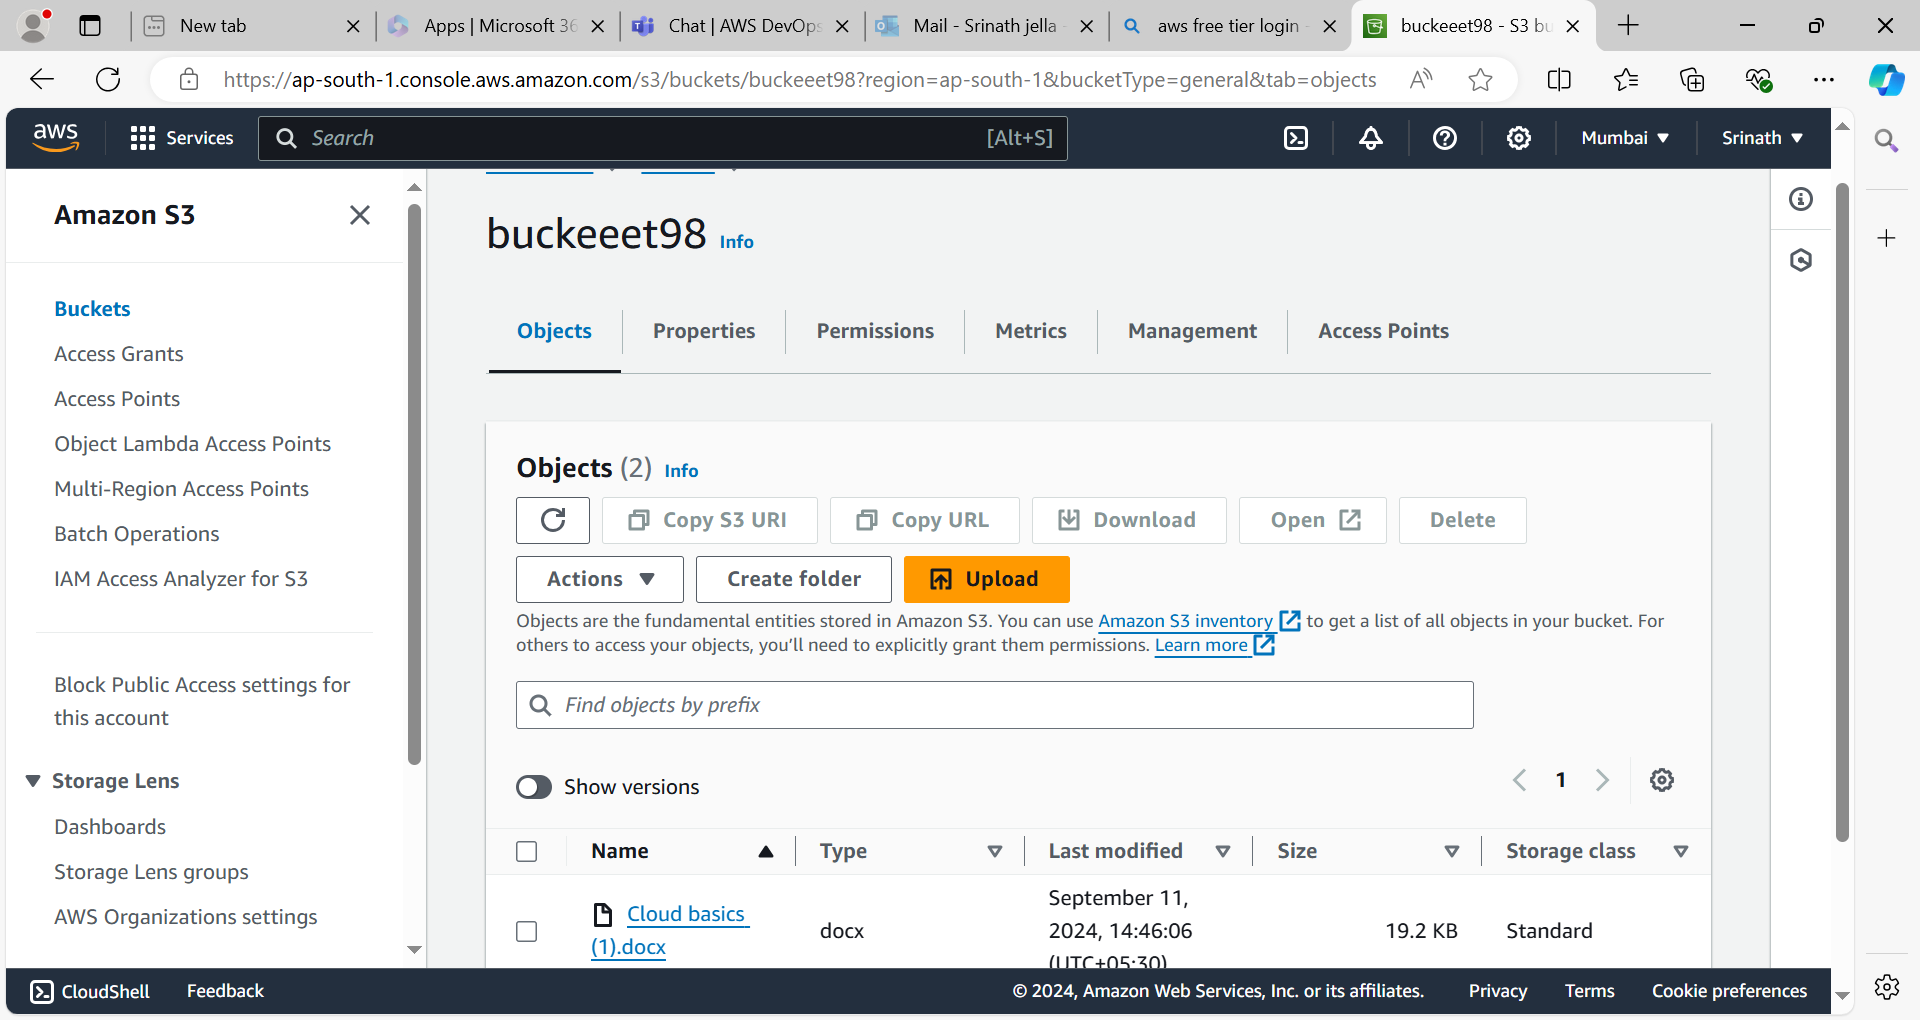 New tab
Apps | Microsoft 36
Chat | AWS DevOps
Mail - Srinath jella
aws free tier login -
buckeeet98 - S3 bu
https://ap-south-1.console.aws.amazon.com/s3/buckets/buckeeet98?region=ap-south-1&bucketType=general&tab=objects
aws
Services
Search
[Alt+S]
Mumbai
Srinath
Amazon S3
Buckets
Access Grants
Access Points
Object Lambda Access Points
Multi-Region Access Points
Batch Operations
IAM Access Analyzer for S3
Block Public Access settings for
this account
Storage Lens
Dashboards
Storage Lens groups
AWS Organizations settings
buckeeet98 Info
Objects
Properties
Permissions
Metrics
Management
Access Points
Objects (2) Info
Copy S3 URI
Copy URL
Download
Open
Delete
Actions
Create folder
Upload
Objects are the fundamental entities stored in Amazon S3. You can use Amazon S3 inventory to get a list of all objects in your bucket. For
others to access your objects, you’ll need to explicitly grant them permissions. Learn more
Find objects by prefix
Show versions
1
Name
Type
Last modified
Size
Storage class
Cloud basics
(1).docx
docx
September 11,
2024, 14:46:06
(UTC+05:30)
19.2 KB
Standard
CloudShell
Feedback
© 2024, Amazon Web Services, Inc. or its affiliates.
Privacy
Terms
Cookie preferences